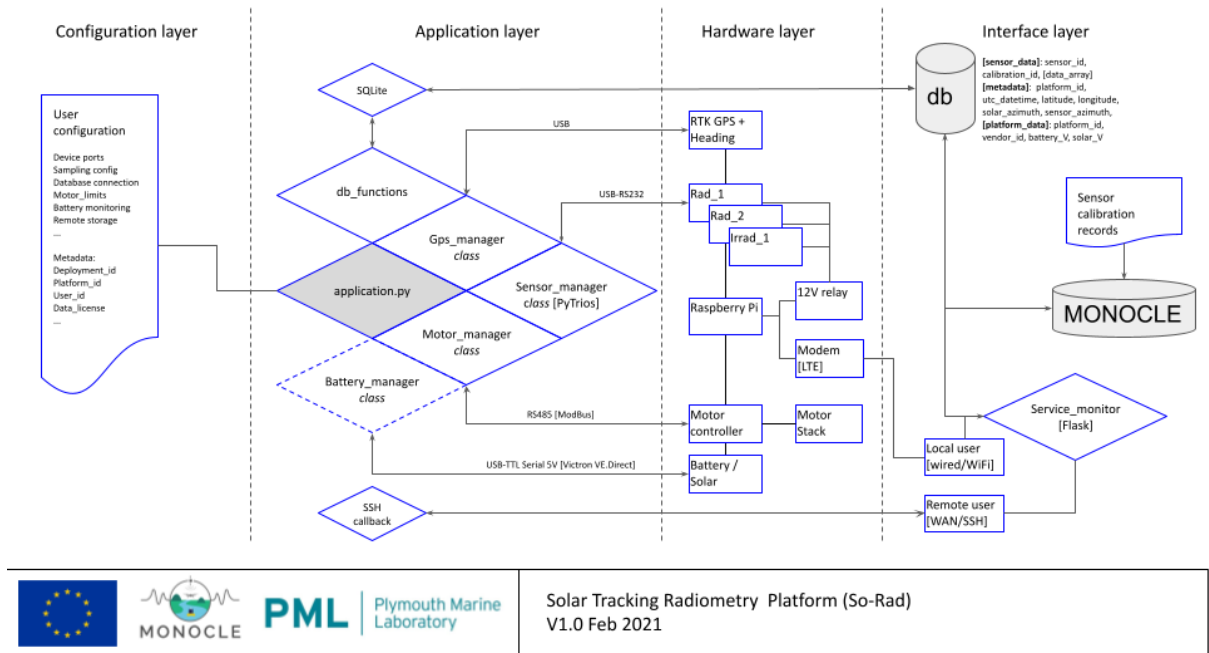 Configuration layer
Application layer
Hardware layer
Interface layer
User
configuration
Device ports
Sampling config
Database connection
Motor_limits
Battery monitoring
Remote storage
....
Metadata:
Deployment_id
Platform_id
User_id
Data_license
....
SQLite
db_functions
Gps_manager
class
application.py
Sensor_manager
class [PyTrios]
Motor_manager
class
Battery_manager
class
SSH
callback
USB
USB-RS232
RS485 [ModBus]
USB-TTL Serial 5V [Victron VE.Direct]
RTK GPS +
Heading
Rad_1
Rad_2
Irrad_1
12V relay
Raspberry Pi
Modem
[LTE]
Motor
controller
Motor
Stack
Battery /
Solar
db
[sensor_data]: sensor_id,
calibration_id, [data_array]
[metadata]: platform_id,
utc_datetime, latitude, longitude,
solar_azimuth, sensor_azimuth,
[platform_data]: platform_id,
vendor_id, battery_V, solar_V
Sensor
calibration
records
MONOCLE
Service_monitor
[Flask]
Local user
[wired/WiFi]
Remote user
[WAN/SSH]
MONOCLE
PML
Plymouth Marine
Laboratory
Solar Tracking Radiometry Platform (So-Rad)
V1.0 Feb 2021